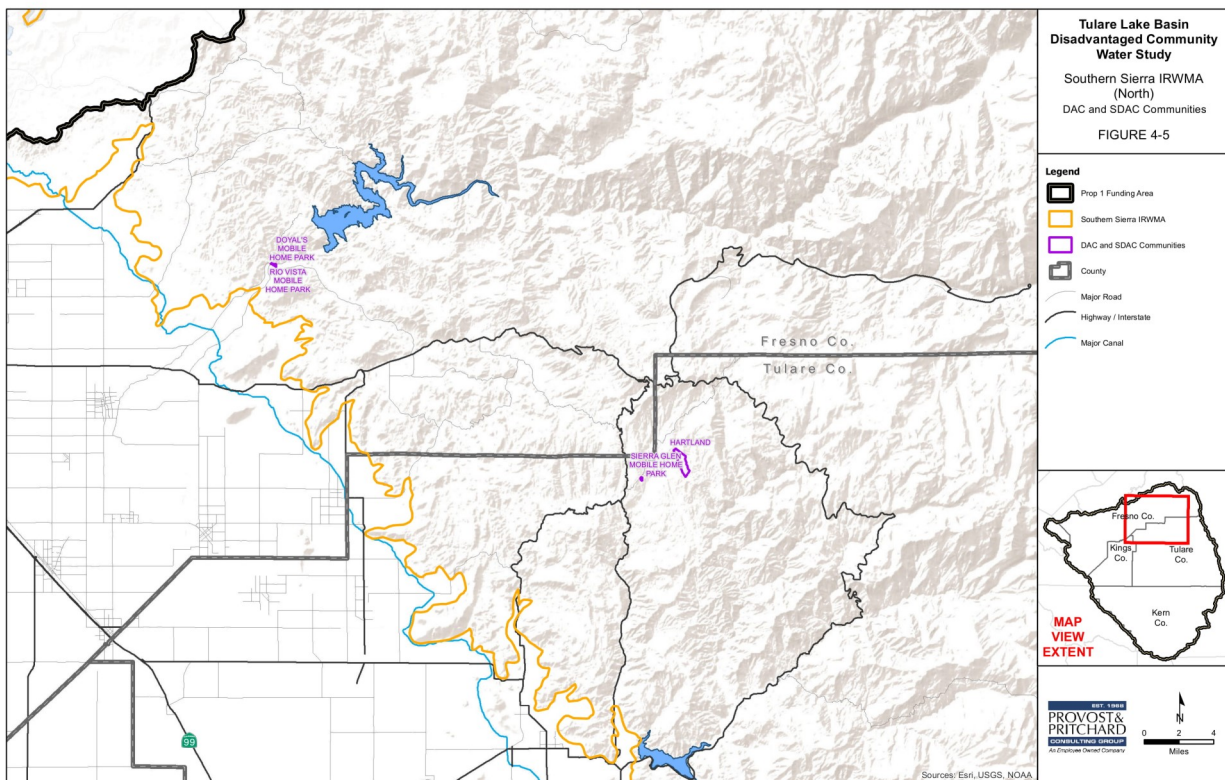 Tulare Lake Basin
Disadvantaged Community
Water Study
Southern Sierra IRWMA
(North)
DAC and SDAC Communities
FIGURE 4-5
Legend
Prop 1 Funding Area
Southern Sierra IRWMA
DAC and SDAC Communities
County
Major Road
Highway / Interstate
Major Canal
DOYAL'S
MOBILE
HOME PARK
RIO VISTA
MOBILE
HOME PARK
Fresno Co.
Tulare Co.
HARTLAND
SIERRA GLEN
MOBILE HOME
PARK
99
Sources: Esri, USGS, NOAA
Fresno Co.
Kings
Co.
Tulare
Co.
Kern
Co.
MAP
VIEW
EXTENT
EST. 1968
PROVOST&
PRITCHARD
CONSULTING GROUP
An Employee Owned Company
N
0 2 4
Miles